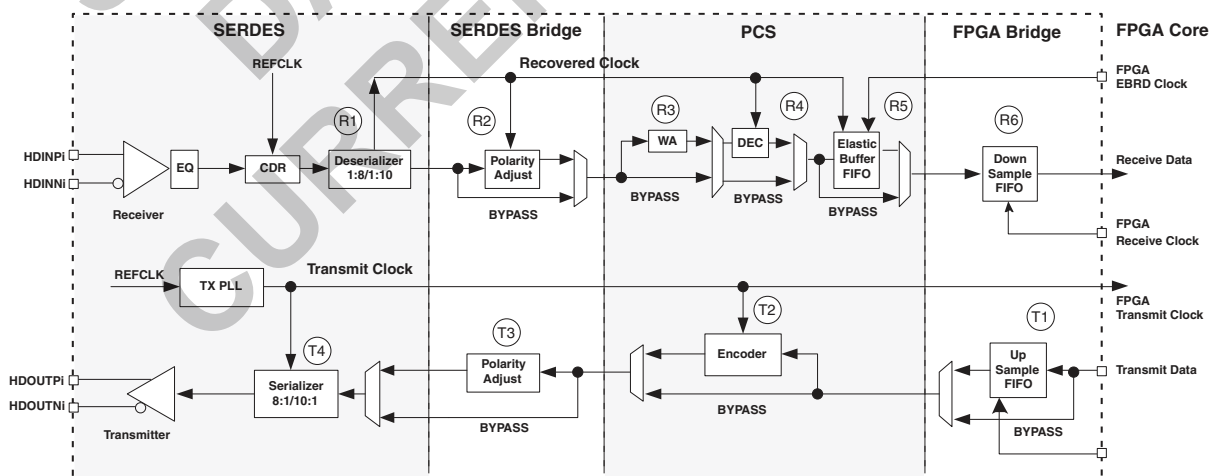 SERDES
SERDES Bridge
PCS
FPGA Bridge
FPGA Core
REFCLK
Recovered Clock
FPGA
EBRD Clock
R1
R2
R3
R4
R5
R6
HDINPi
HDINNi
EQ
CDR
Deserializer
1:8/1:10
Polarity
Adjust
WA
DEC
Elastic
Buffer
FIFO
Down
Sample
FIFO
Receive Data
Receiver
BYPASS
BYPASS
BYPASS
BYPASS
FPGA
Receive Clock
REFCLK
TX PLL
Transmit Clock
FPGA
Transmit Clock
T4
T3
T2
T1
HDOUTPi
HDOUTNi
Transmitter
Serializer
8:1/10:1
Polarity
Adjust
Encoder
Up
Sample
FIFO
Transmit Data
BYPASS
BYPASS
BYPASS